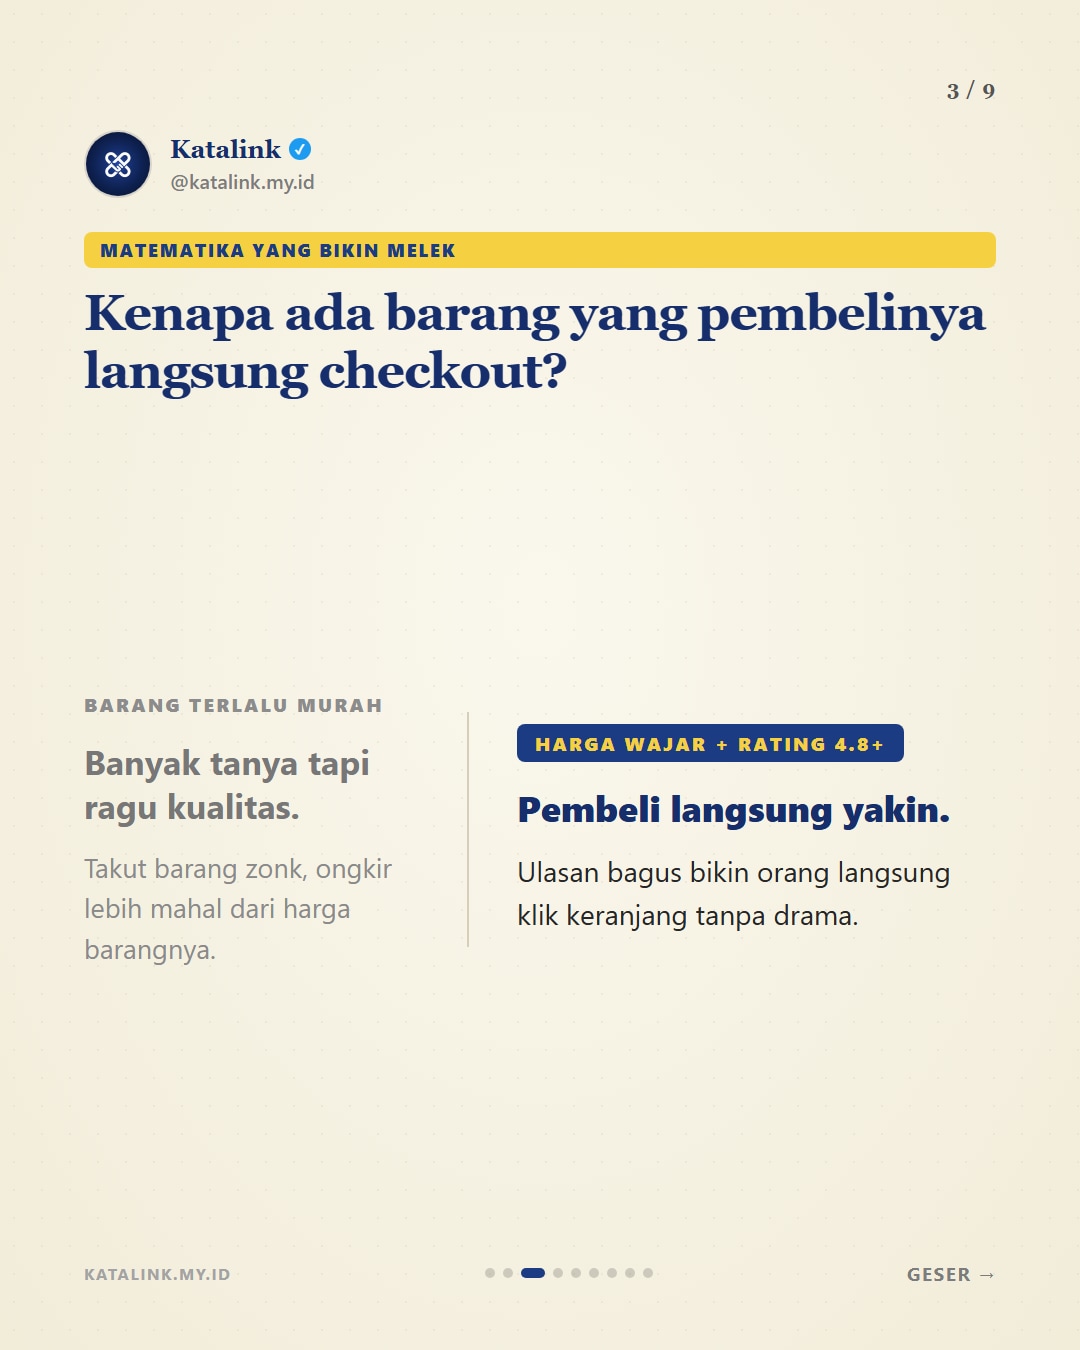 3 / 9
Katalink
@katalink.my.id
MATEMATIKA YANG BIKIN MELEK
Kenapa ada barang yang pembelinya
langsung checkout?
BARANG TERLALU MURAH
Banyak tanya tapi
ragu kualitas.
Takut barang zonk, ongkir
lebih mahal dari harga
barangnya.
HARGA WAJAR + RATING 4.8+
Pembeli langsung yakin.
Ulasan bagus bikin orang langsung
klik keranjang tanpa drama.
KATALINK.MY.ID
GESER →